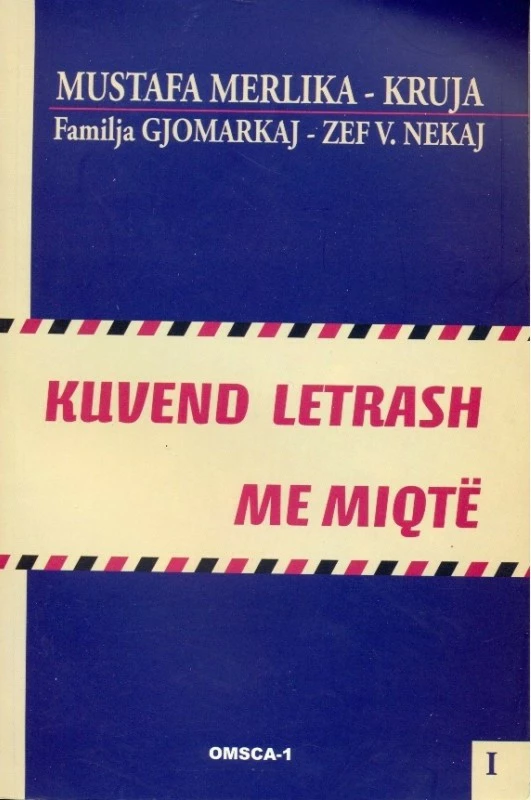 MUSTAFA MERLIKA - KRUJA
Familja GJOMARKAJ - ZEF V. NEKAJ
KUVEND LETRASH
ME MIQTË
OMSCA-1
I